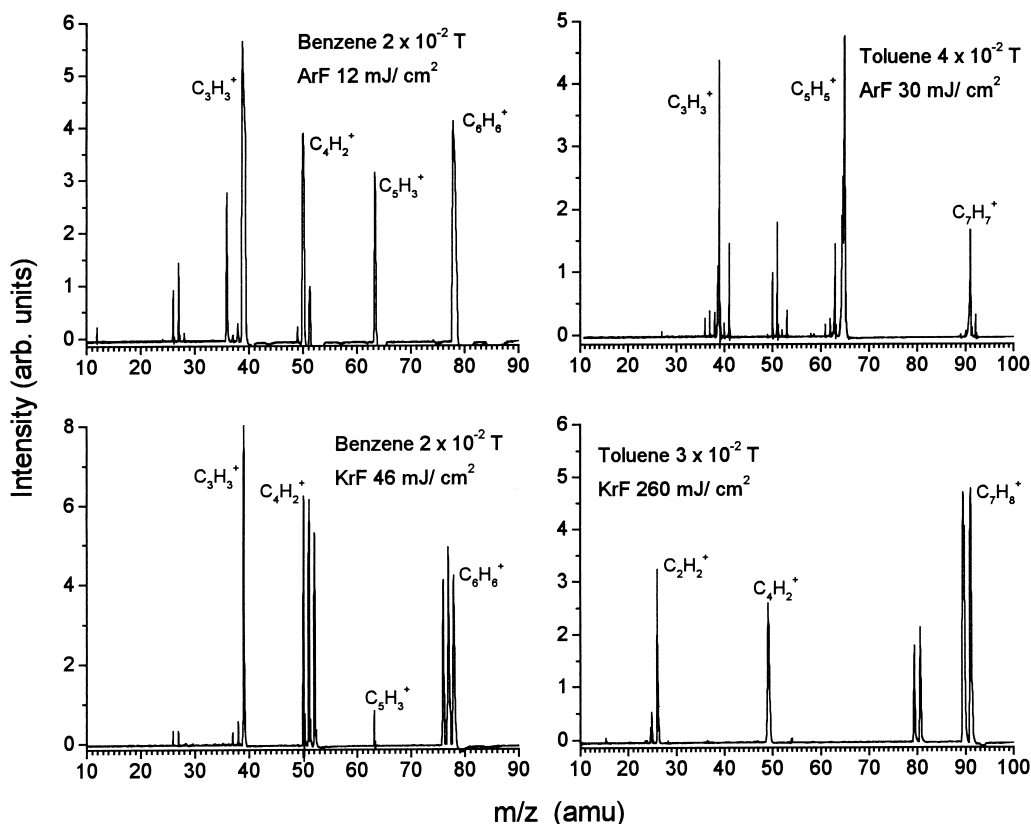 Intensity (arb. units)
Benzene 2 x 10⁻² T
ArF 12 mJ/ cm²
C₃H₃⁺
C₄H₂⁺
C₅H₃⁺
C₆H₆⁺
6
5
4
3
2
1
0
10 20 30 40 50 60 70 80 90
Toluene 4 x 10⁻² T
ArF 30 mJ/ cm²
C₃H₃⁺
C₅H₅⁺
C₇H₇⁺
5
4
3
2
1
0
10 20 30 40 50 60 70 80 90 100
Benzene 2 x 10⁻² T
KrF 46 mJ/ cm²
C₃H₃⁺
C₄H₂⁺
C₅H₃⁺
C₆H₆⁺
8
6
4
2
0
10 20 30 40 50 60 70 80 90
Toluene 3 x 10⁻² T
KrF 260 mJ/ cm²
C₂H₂⁺
C₄H₂⁺
C₇H₈⁺
6
5
4
3
2
1
0
10 20 30 40 50 60 70 80 90 100
m/z (amu)